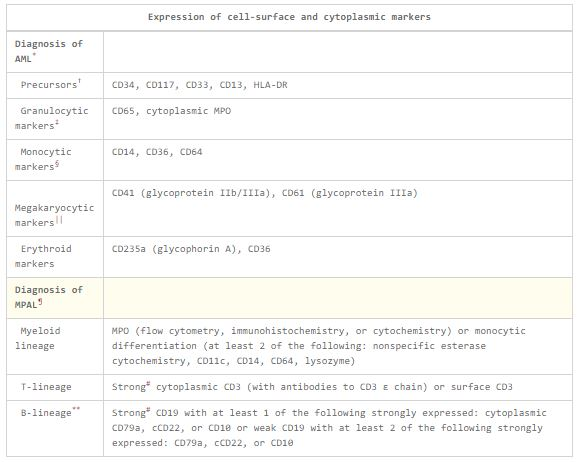 Expression of cell-surface and cytoplasmic markers
Diagnosis of
AML*
Precursors† CD34, CD117, CD33, CD13, HLA-DR
Granulocytic
markers‡ CD65, cytoplasmic MPO
Monocytic
markers§ CD14, CD36, CD64
CD41 (glycoprotein IIb/IIIa), CD61 (glycoprotein IIIa)
Megakaryocytic
markers||
Erythroid
markers CD235a (glycophorin A), CD36
Diagnosis of
MPAL¶
Myeloid
lineage
MPO (flow cytometry, immunohistochemistry, or cytochemistry) or monocytic
differentiation (at least 2 of the following: nonspecific esterase
cytochemistry, CD11c, CD14, CD64, lysozyme)
T-lineage Strong# cytoplasmic CD3 (with antibodies to CD3 ε chain) or surface CD3
B-lineage** Strong# CD19 with at least 1 of the following strongly expressed: cytoplasmic
CD79a, cCD22, or CD10 or weak CD19 with at least 2 of the following strongly
expressed: CD79a, cCD22, or CD10